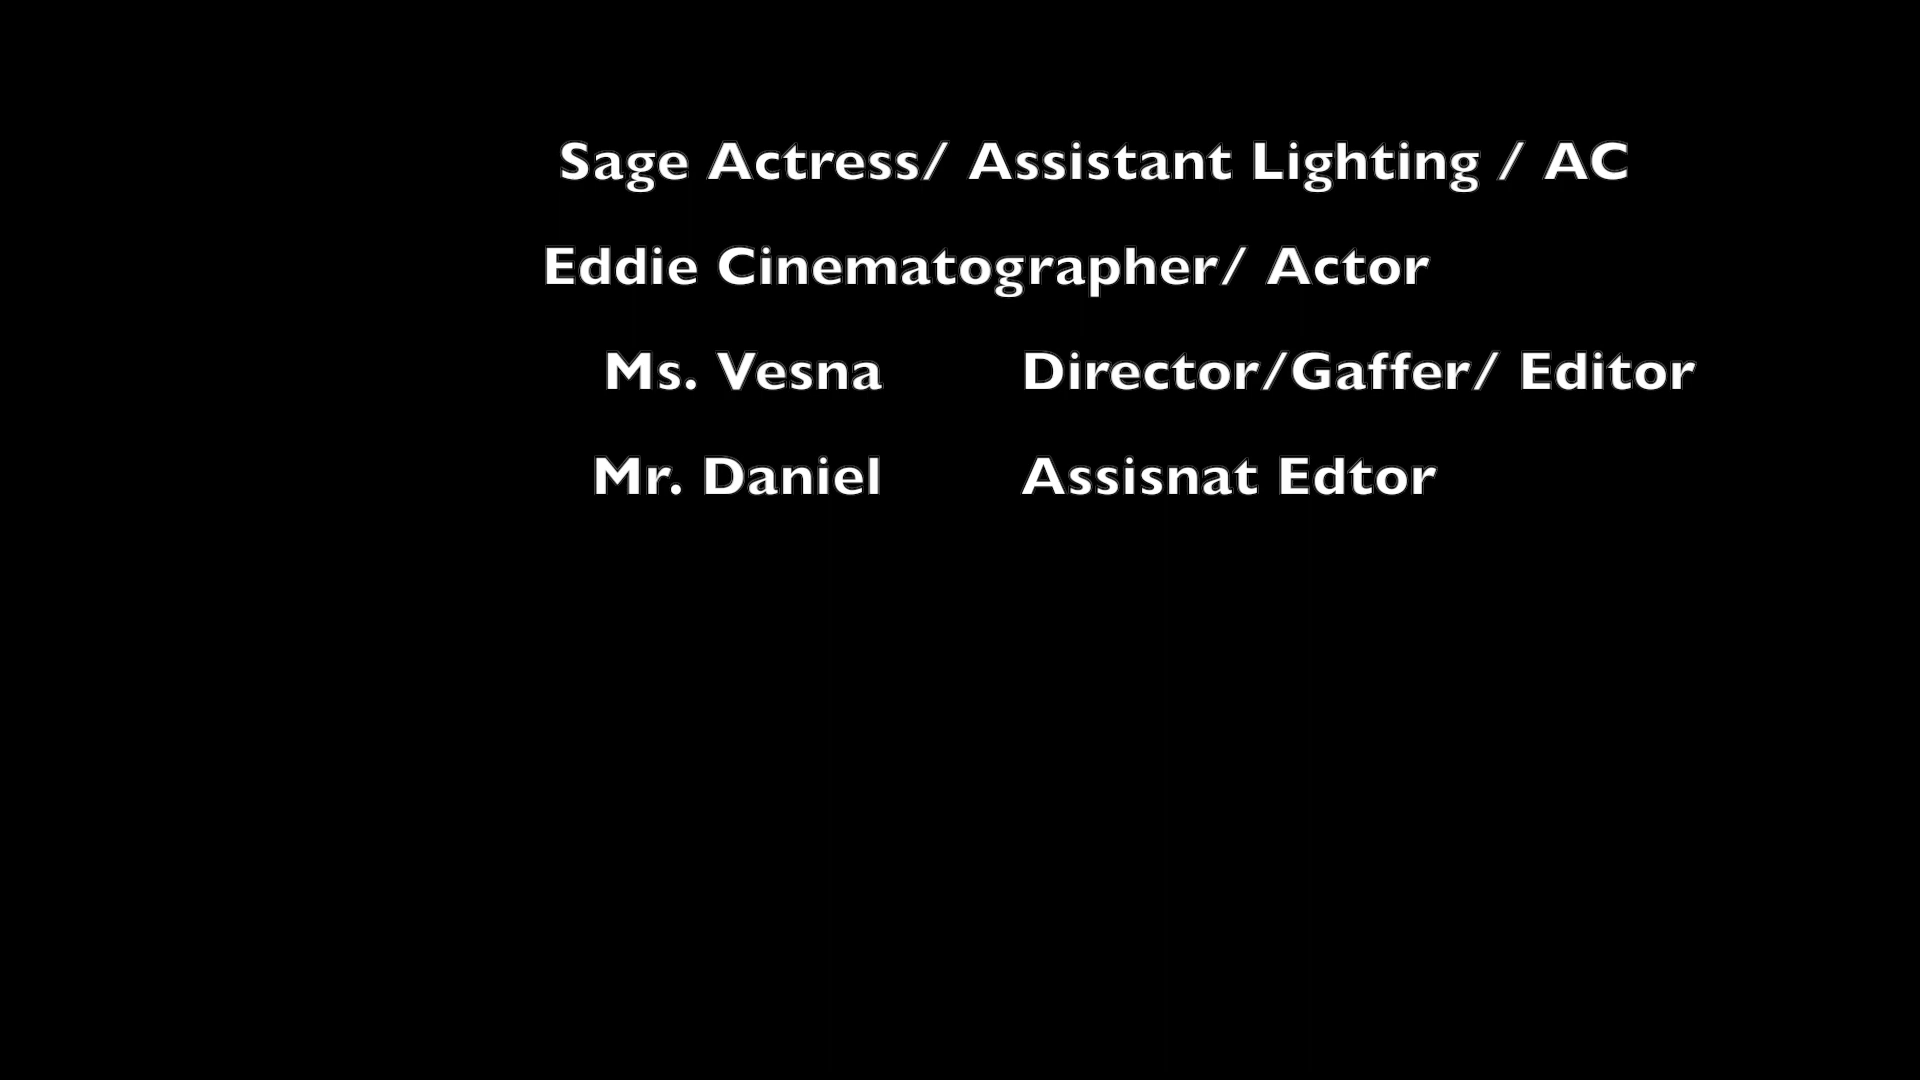 Sage Actress/ Assistant Lighting / AC
Eddie Cinematographer/ Actor
Ms. Vesna Director/Gaffer/ Editor
Mr. Daniel Assisnat Edtor